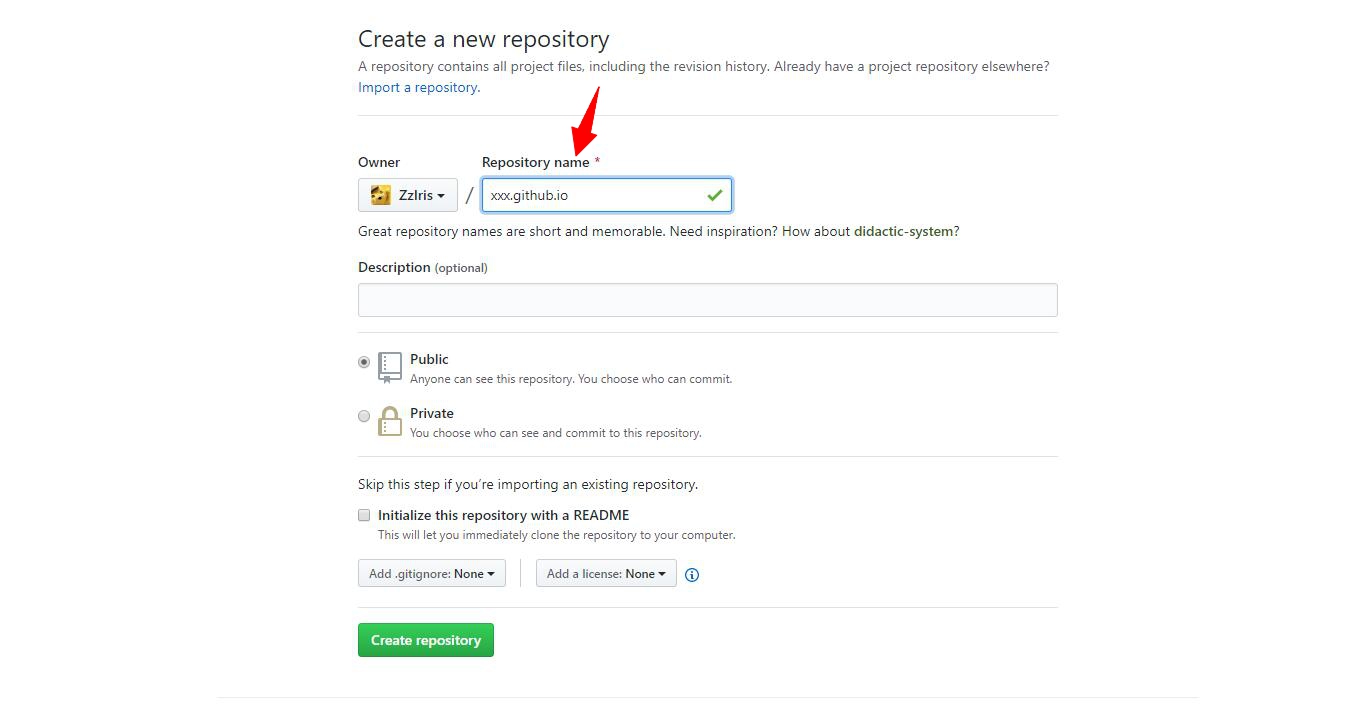 Create a new repository
A repository contains all project files, including the revision history. Already have a project repository elsewhere?
Import a repository.
Owner
Repository name *
ZzIris
/
xxx.github.io
Great repository names are short and memorable. Need inspiration? How about didactic-system?
Description (optional)
Public
Anyone can see this repository. You choose who can commit.
Private
You choose who can see and commit to this repository.
Skip this step if you’re importing an existing repository.
Initialize this repository with a README
This will let you immediately clone the repository to your computer.
Add .gitignore: None
Add a license: None
Create repository